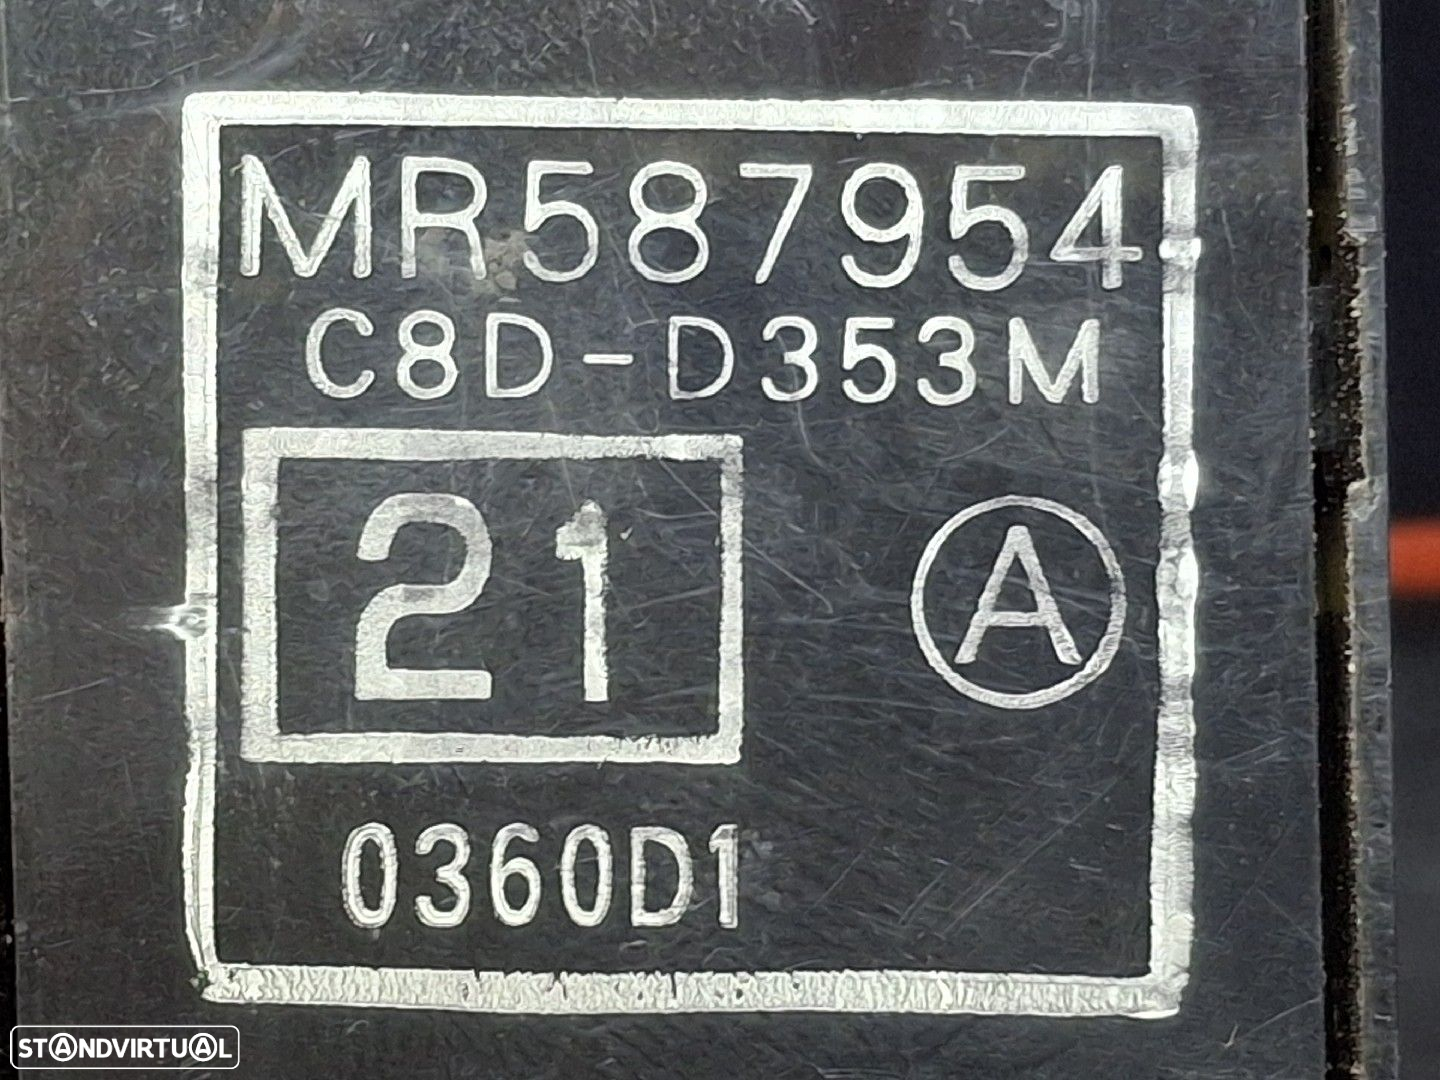 MR587954
C8D-D353M
21 A
0360D1
STANDVIRTUAL